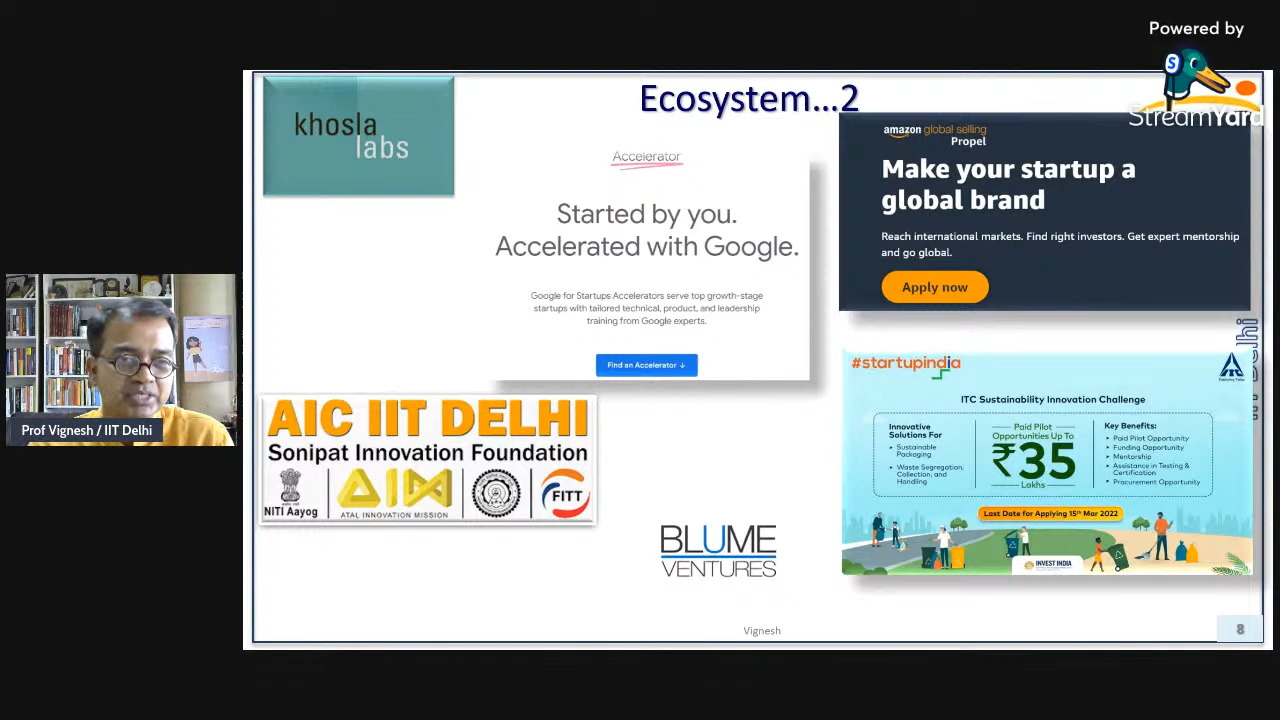 Powered by
StreamYard
Ecosystem...2
khosla
labs
Accelerator
Started by you.
Accelerated with Google.
Google for Startups Accelerators serve top growth-stage
startups with tailored technical, product, and leadership
training from Google experts.
Find an Accelerator ↓
amazon global selling
Propel
Make your startup a
global brand
Reach international markets. Find right investors. Get expert mentorship
and go global.
Apply now
Prof Vignesh / IIT Delhi
AIC IIT DELHI
Sonipat Innovation Foundation
NITI Aayog
AIM
ATAL INNOVATION MISSION
FITT
BLUME
VENTURES
#startupindia
ITC Sustainability Innovation Challenge
Innovative
Solutions For
Sustainable
Packaging
Waste Segregation,
Collection, and
Handling
Paid Pilot
Opportunities Up To
₹35
Lakhs
Key Benefits:
Paid Pilot Opportunity
Funding Opportunity
Mentorship
Assistance in Testing &
Certification
Procurement Opportunity
Last Date for Applying 15th Mar 2022
INVEST INDIA
Delhi
Vignesh
8